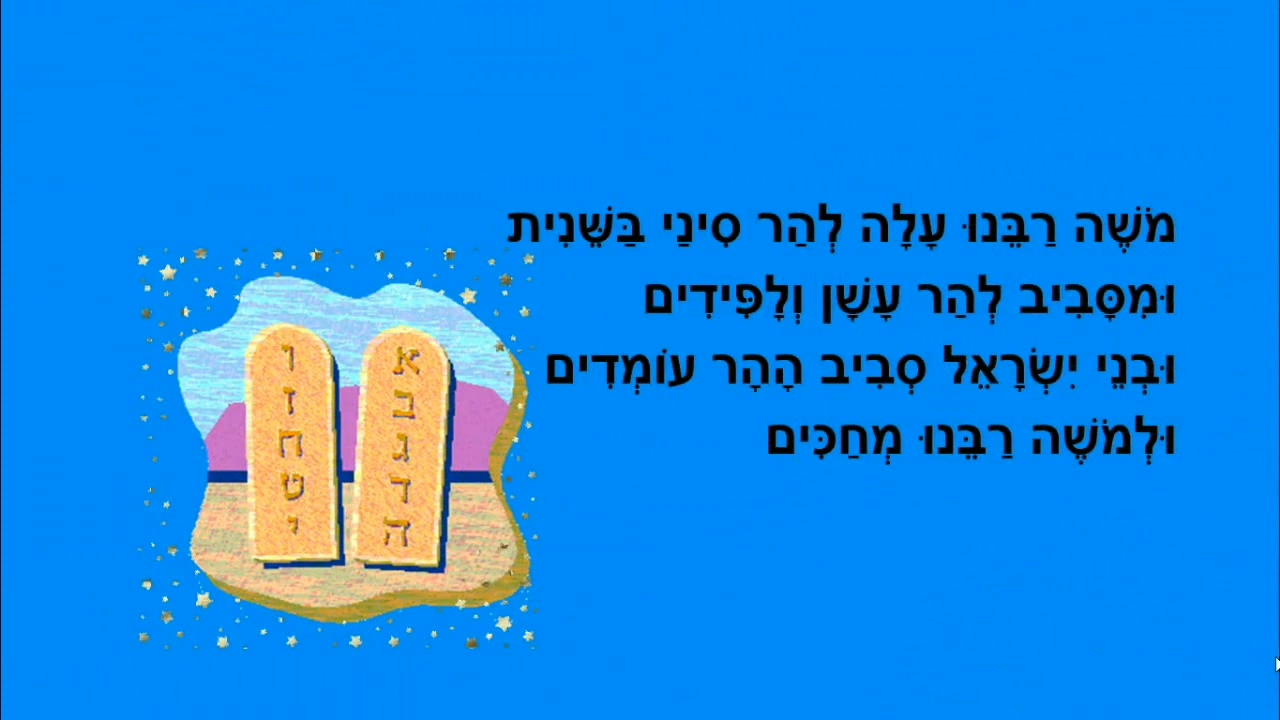 מֹשֶׁה רַבֵּנוּ עָלָה לְהַר סִינַי בַּשֵּׁנִית
וּמִסָּבִיב לְהַר עָשָׁן וְלָפִּידִים
וּבְנֵי יִשְׂרָאֵל סְבִיב הָהָר עוֹמְדִים
וּלְמֹשֶׁה רַבֵּנוּ מְחַכִּים
א
ב
ג
ד
ה
ו
ז
ח
ט
י